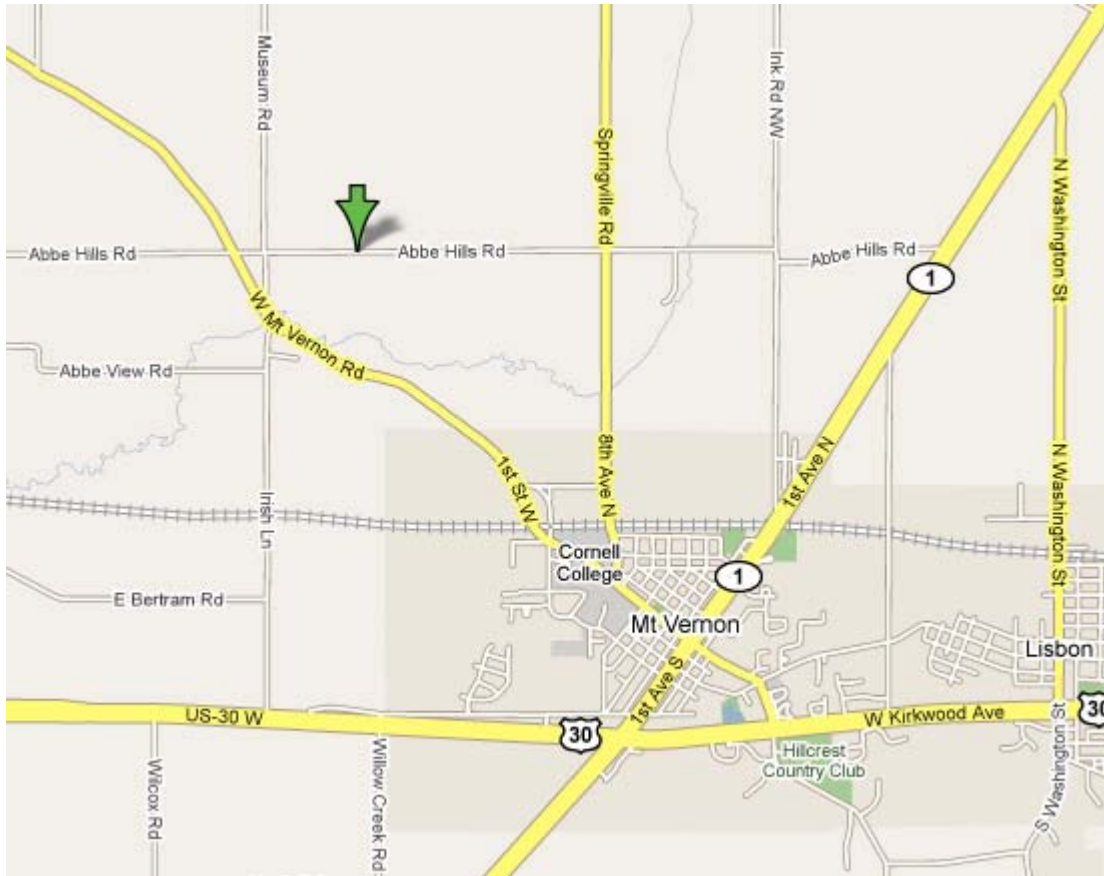 Museum Rd
Springville Rd
Ink Rd NW
N Washington St
Abbe Hills Rd
Abbe Hills Rd
Abbe Hills Rd
1
W Mt Vernon Rd
Abbe View Rd
8th Ave N
1st St W
1st Ave N
N Washington St
Irish Ln
Cornell
College
1
E Bertram Rd
Mt Vernon
Lisbon
1st Ave S
US-30 W
30
W Kirkwood Ave
30
Hillcrest
Country Club
Wilcox Rd
Willow Creek Rd
S Washington St